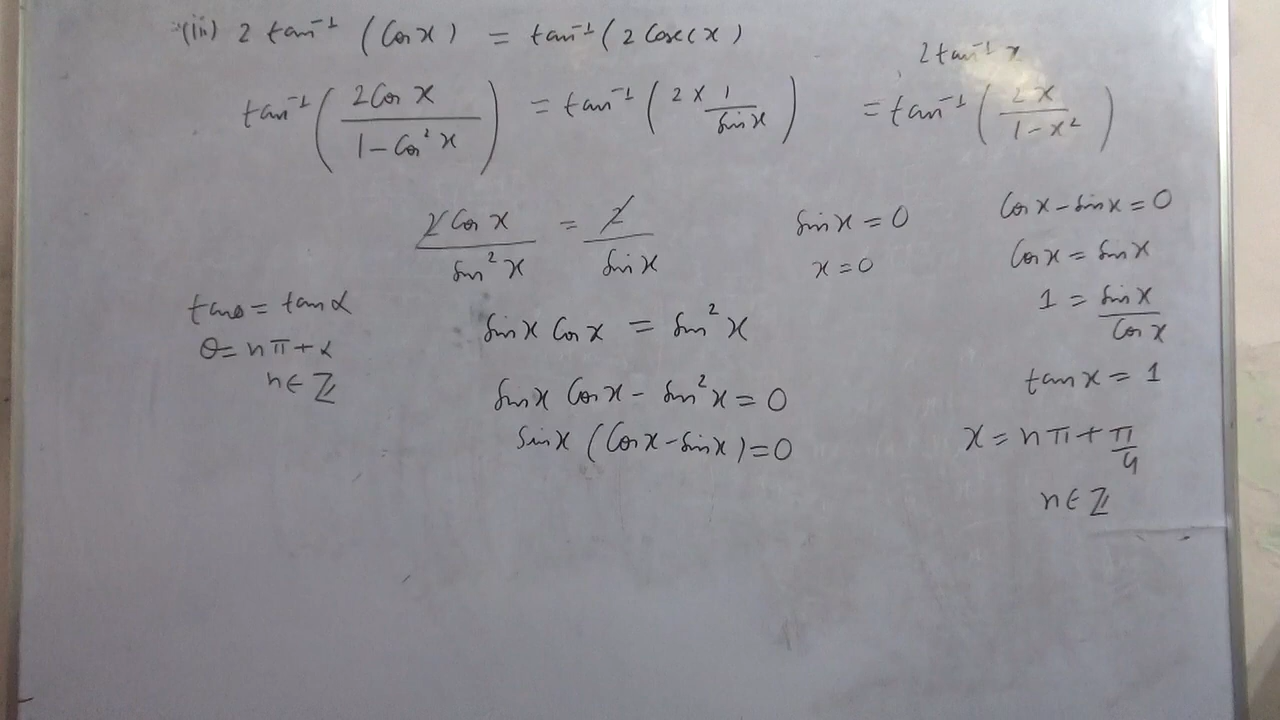 (iii) 2 tan⁻¹ (Cos x) = tan⁻¹ (2 Cosec x)
2 tan⁻¹ x
tan⁻¹ (2 Cos x / 1 - Cos² x) = tan⁻¹ (2 × 1 / Sin x)
= tan⁻¹ (2x / 1 - x²)
2 Cos x / Sin² x = 2 / Sin x
Sin x Cos x = Sin² x
Sin x Cos x - Sin² x = 0
Sin x (Cos x - Sin x) = 0
tan θ = tan α
θ = nπ + α
n ∈ ℤ
Sin x = 0
x = 0
Cos x - Sin x = 0
Cos x = Sin x
1 = Sin x / Cos x
tan x = 1
x = nπ + π/4
n ∈ ℤ